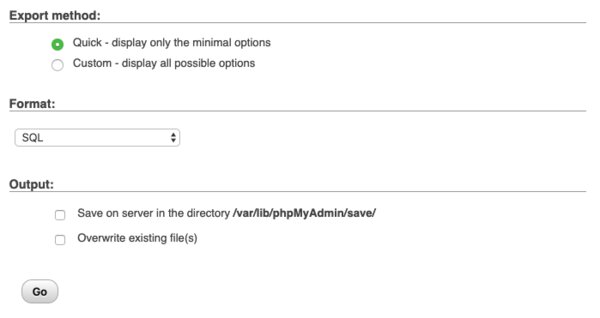 Export method:
Quick - display only the minimal options
Custom - display all possible options
Format:
SQL
Output:
Save on server in the directory /var/lib/phpMyAdmin/save/
Overwrite existing file(s)
Go